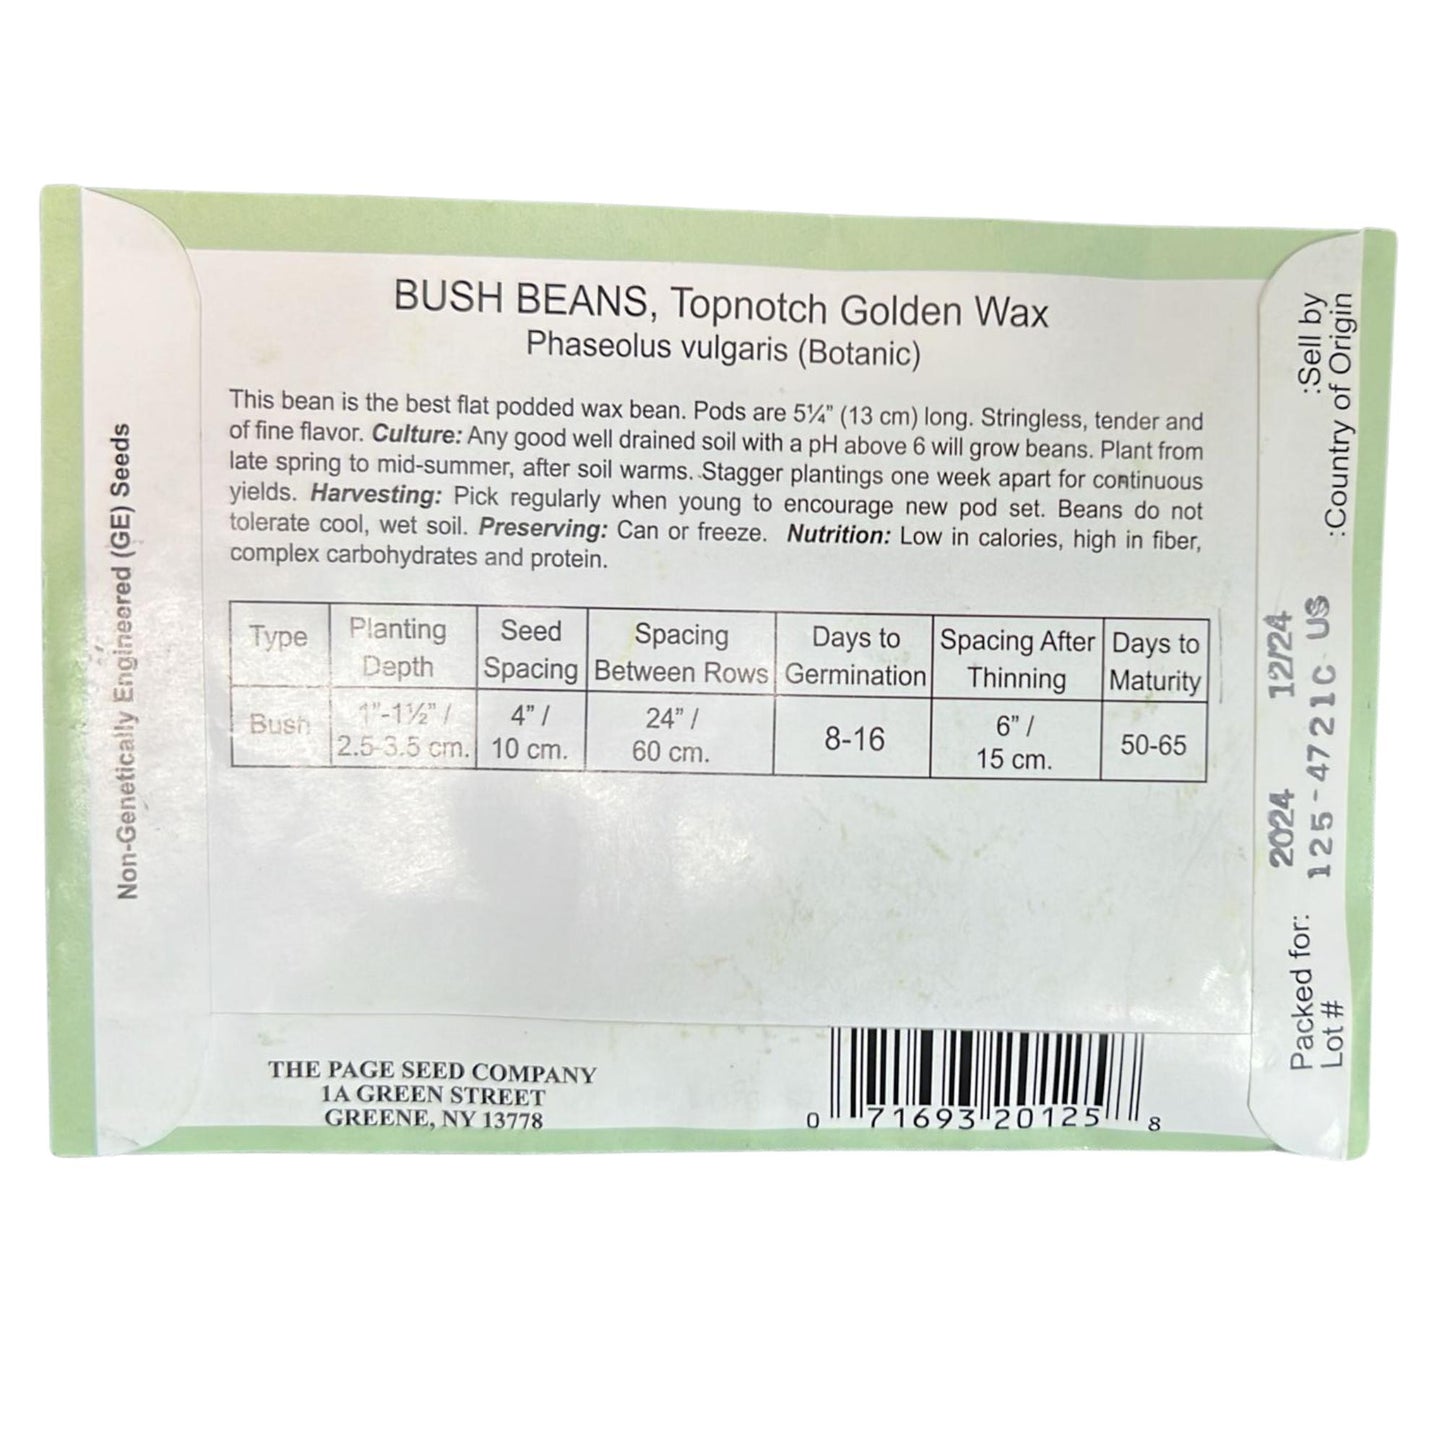 BUSH BEANS, Topnotch Golden Wax
Phaseolus vulgaris (Botanic)
This bean is the best flat podded wax bean. Pods are 5¼” (13 cm) long. Stringless, tender and
of fine flavor. Culture: Any good well drained soil with a pH above 6 will grow beans. Plant from
late spring to mid-summer, after soil warms. Stagger plantings one week apart for continuous
yields. Harvesting: Pick regularly when young to encourage new pod set. Beans do not
tolerate cool, wet soil. Preserving: Can or freeze. Nutrition: Low in calories, high in fiber,
complex carbohydrates and protein.
Type Planting Seed Spacing Days to Spacing After Days to
Depth Spacing Between Rows Germination Thinning Maturity
Bush 1”-1½” / 4” / 24” / 8-16 6” / 50-65
2.5-3.5 cm. 10 cm. 60 cm. 15 cm.
THE PAGE SEED COMPANY
1A GREEN STREET
GREENE, NY 13778
0 71693 20125 8
Non-Genetically Engineered (GE) Seeds
Packed for: 2024 12/24 :Sell by
Lot # 125-4721C US :Country of Origin